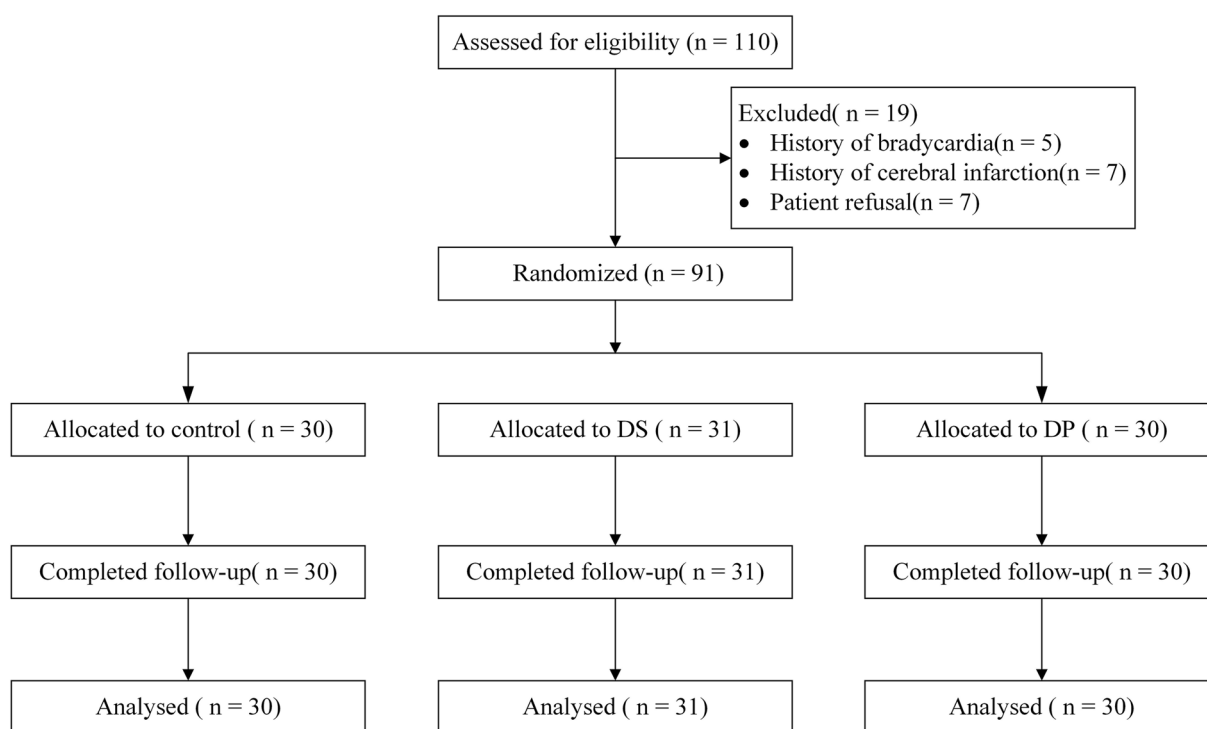 Assessed for eligibility (n = 110)
Excluded( n = 19)
• History of bradycardia(n = 5)
• History of cerebral infarction(n = 7)
• Patient refusal(n = 7)
Randomized (n = 91)
Allocated to control ( n = 30)
Allocated to DS ( n = 31)
Allocated to DP ( n = 30)
Completed follow-up( n = 30)
Completed follow-up( n = 31)
Completed follow-up( n = 30)
Analysed ( n = 30)
Analysed ( n = 31)
Analysed ( n = 30)